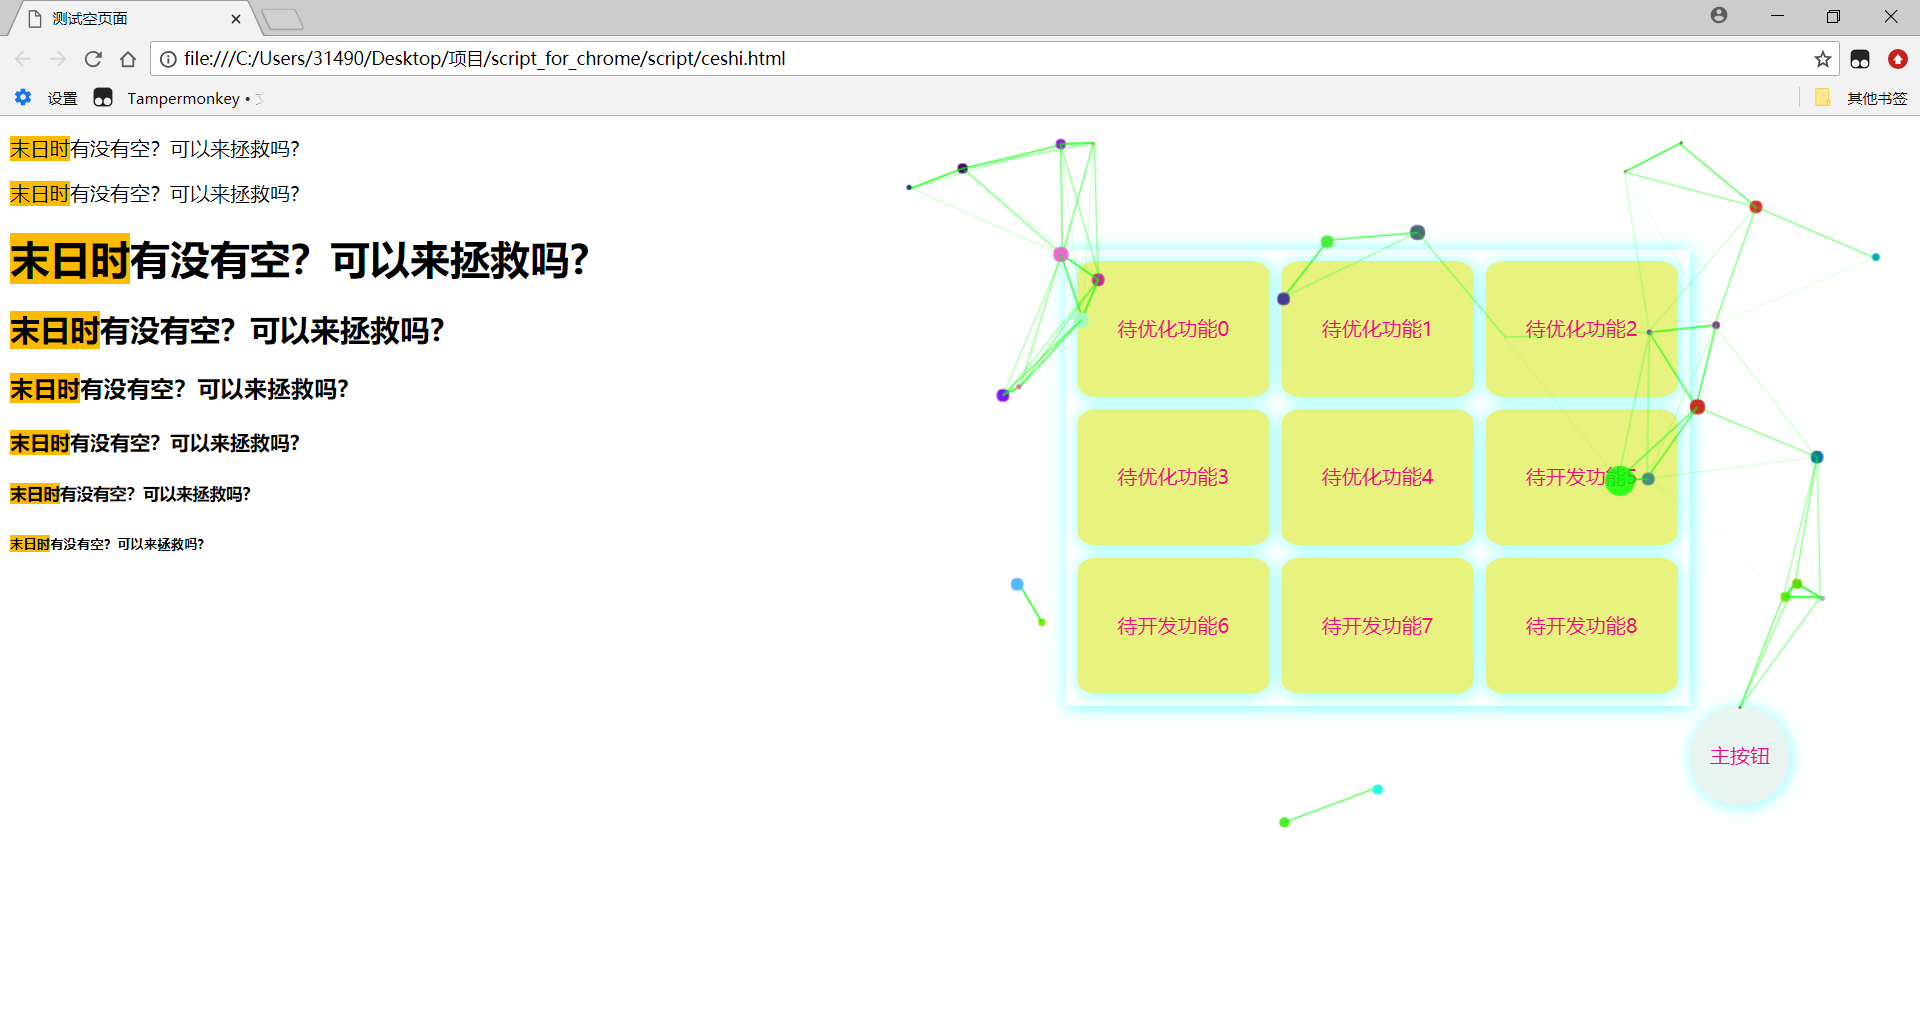 测试空页面
file:///C:/Users/31490/Desktop/项目/script_for_chrome/script/ceshi.html
设置 Tampermonkey • 其他书签
末日时有没有空？可以来拯救吗？
末日时有没有空？可以来拯救吗？
末日时有没有空？可以来拯救吗？
末日时有没有空？可以来拯救吗？
末日时有没有空？可以来拯救吗？
末日时有没有空？可以来拯救吗？
末日时有没有空？可以来拯救吗？
末日时有没有空？可以来拯救吗？
待优化功能0 待优化功能1 待优化功能2
待优化功能3 待优化功能4 待开发功能5
待开发功能6 待开发功能7 待开发功能8
主按钮